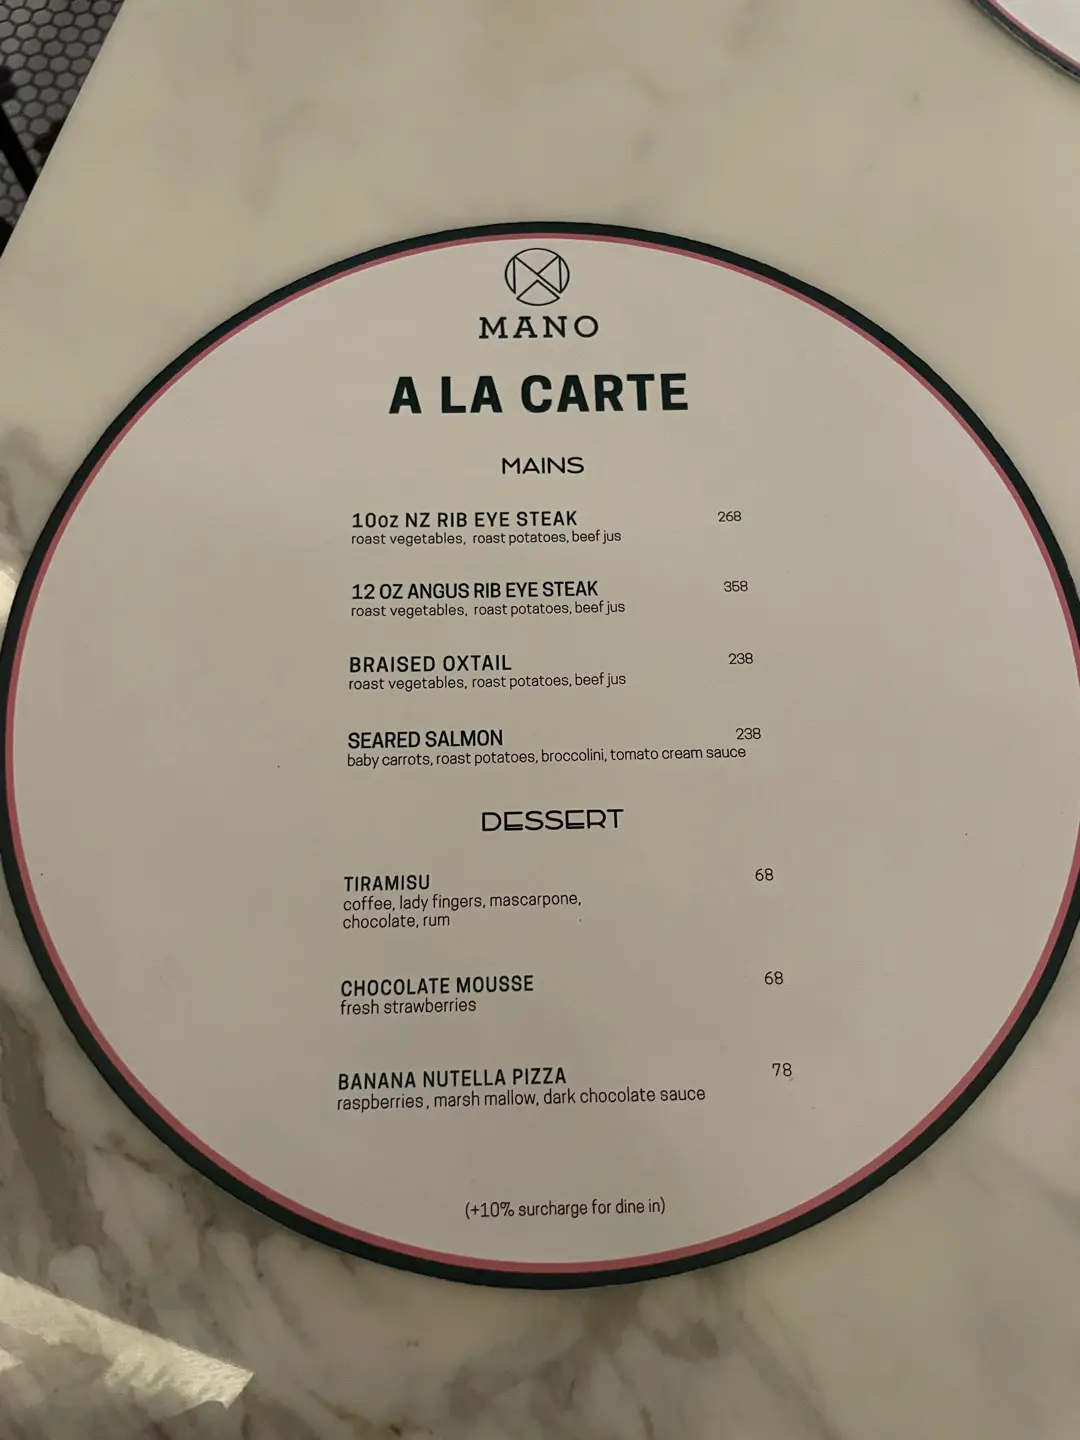 MANO
A LA CARTE
MAINS
10oz NZ RIB EYE STEAK 268
roast vegetables, roast potatoes, beef jus
12 OZ ANGUS RIB EYE STEAK 358
roast vegetables, roast potatoes, beef jus
BRAISED OXTAIL 238
roast vegetables, roast potatoes, beef jus
SEARED SALMON 238
baby carrots, roast potatoes, broccolini, tomato cream sauce
DESSERT
TIRAMISU 68
coffee, lady fingers, mascarpone,
chocolate, rum
CHOCOLATE MOUSSE 68
fresh strawberries
BANANA NUTELLA PIZZA 78
raspberries, marsh mallow, dark chocolate sauce
(+10% surcharge for dine in)